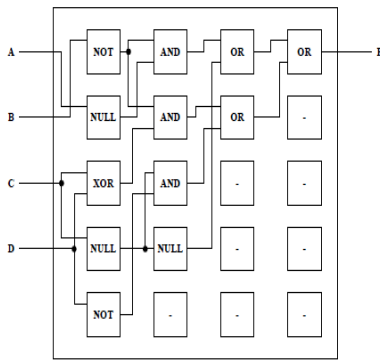 NOT AND OR OR
A F
B NULL AND OR -
C XOR AND - -
D NULL NULL - -
NOT - - -